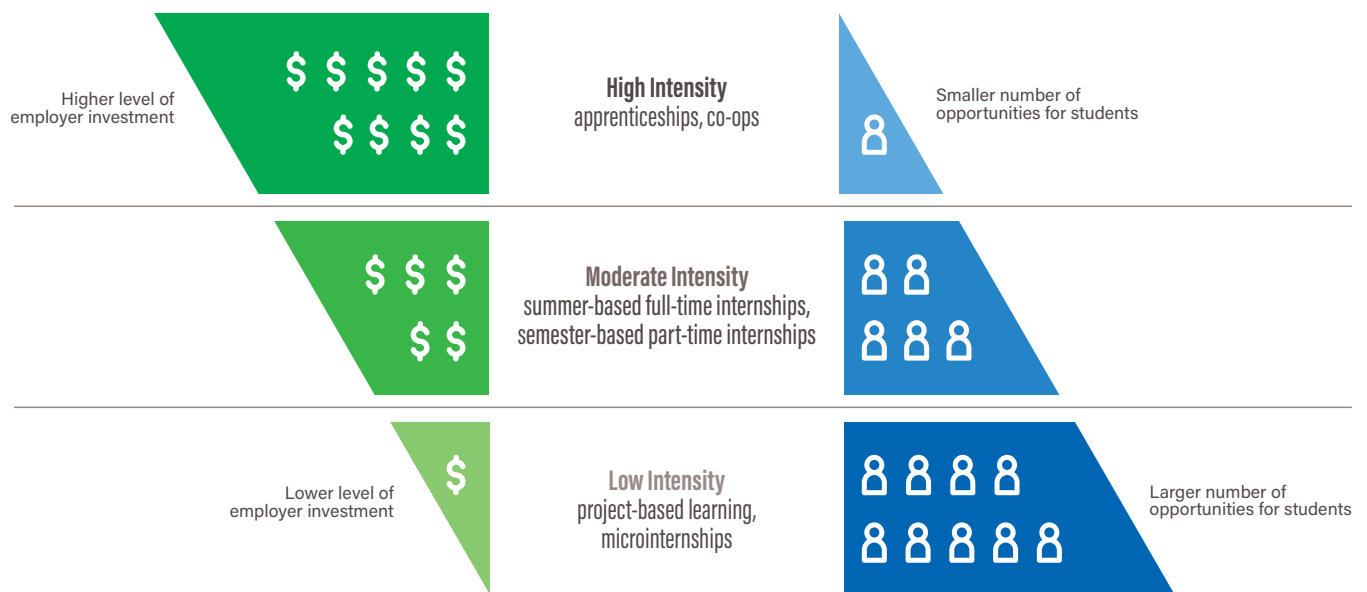 Higher level of
employer investment
$ $ $ $ $
$ $ $ $
High Intensity
apprenticeships, co-ops
Smaller number of
opportunities for students
$ $ $
$ $
Moderate Intensity
summer-based full-time internships,
semester-based part-time internships
Lower level of
employer investment
$
Low Intensity
project-based learning,
microinternships
Larger number of
opportunities for students